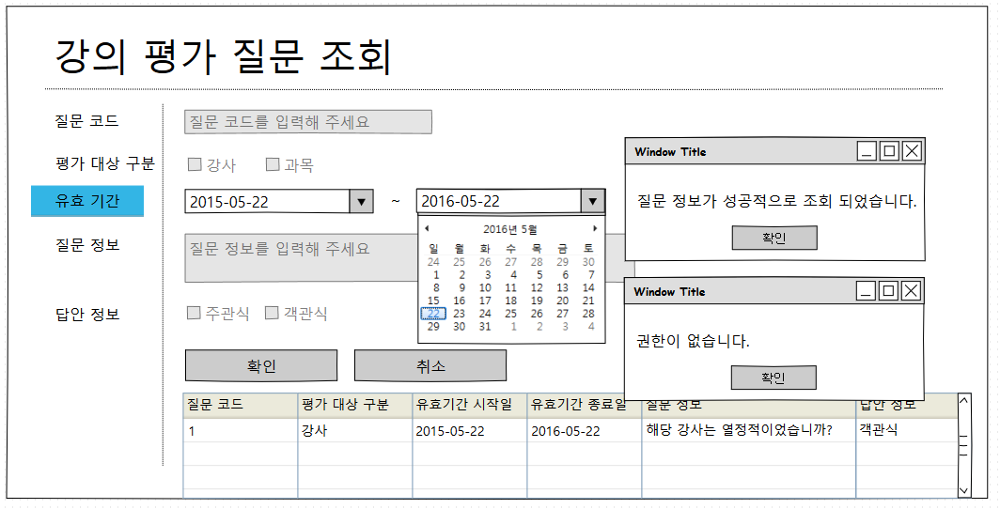 강의 평가 질문 조회
질문 코드
질문 코드를 입력해 주세요
평가 대상 구분
강사
과목
유효 기간
2015-05-22
~
2016-05-22
2016년 5월
일 월 화 수 목 금 토
24 25 26 27 28 29 30
1 2 3 4 5 6 7
8 9 10 11 12 13 14
15 16 17 18 19 20 21
22 23 24 25 26 27 28
29 30 31 1 2 3 4
질문 정보
질문 정보를 입력해 주세요
답안 정보
주관식
객관식
확인
취소
Window Title
질문 정보가 성공적으로 조회 되었습니다.
확인
Window Title
권한이 없습니다.
확인
질문 코드 평가 대상 구분 유효기간 시작일 유효기간 종료일 질문 정보 답안 정보
1 강사 2015-05-22 2016-05-22 해당 강사는 열정적이었습니까? 객관식